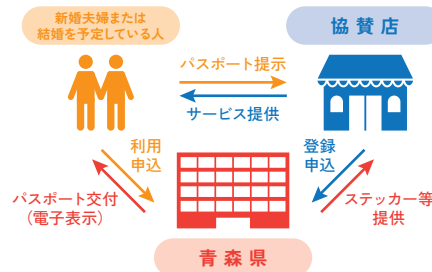 新婚夫婦または
結婚を予定している人
協賛店
パスポート提示
サービス提供
利用
申込
登録
申込
パスポート交付
（電子表示）
ステッカー等
提供
青森県